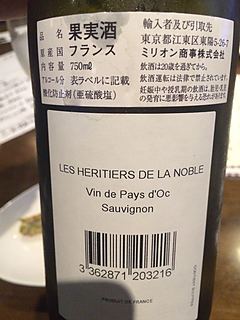 品名 果実酒
原産国 フランス
容量 750ml
アルコール分 表ラベルに記載
酸化防止剤(亜硫酸塩)
輸入者及び引取先
東京都江東区東陽5-26-7
ミリオン商事株式会社
飲酒は20歳を過ぎてから。
飲酒運転は法律で禁止されています。
妊娠中や授乳期の飲酒は、胎児・乳児
の発育に悪影響を与える恐れがあります。
LES HERITIERS DE LA NOBLE
Vin de Pays d'Oc
Sauvignon
3 362871 203216
PRODUIT DE FRANCE